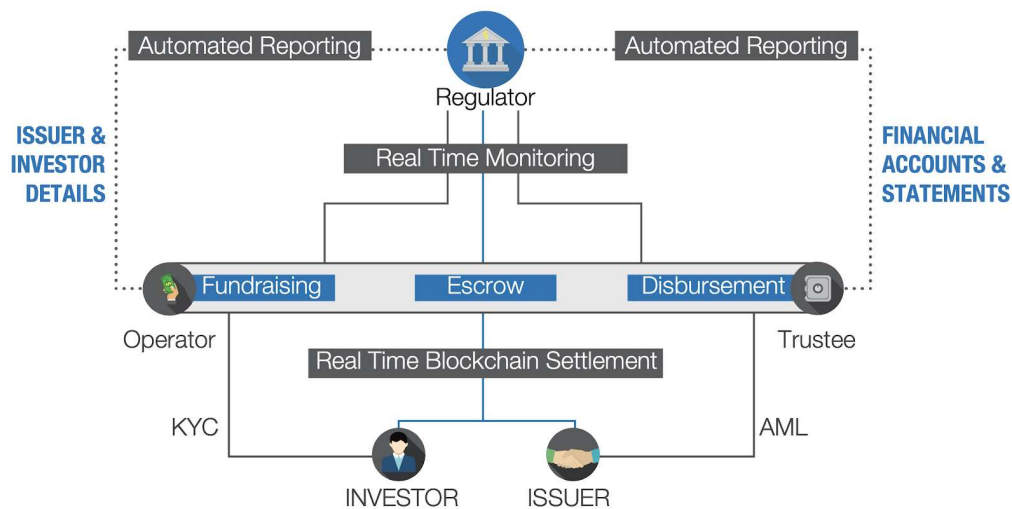 Automated Reporting
Automated Reporting
Regulator
ISSUER &
INVESTOR
DETAILS
FINANCIAL
ACCOUNTS &
STATEMENTS
Real Time Monitoring
Fundraising
Escrow
Disbursement
Operator
Trustee
Real Time Blockchain Settlement
KYC
AML
INVESTOR
ISSUER